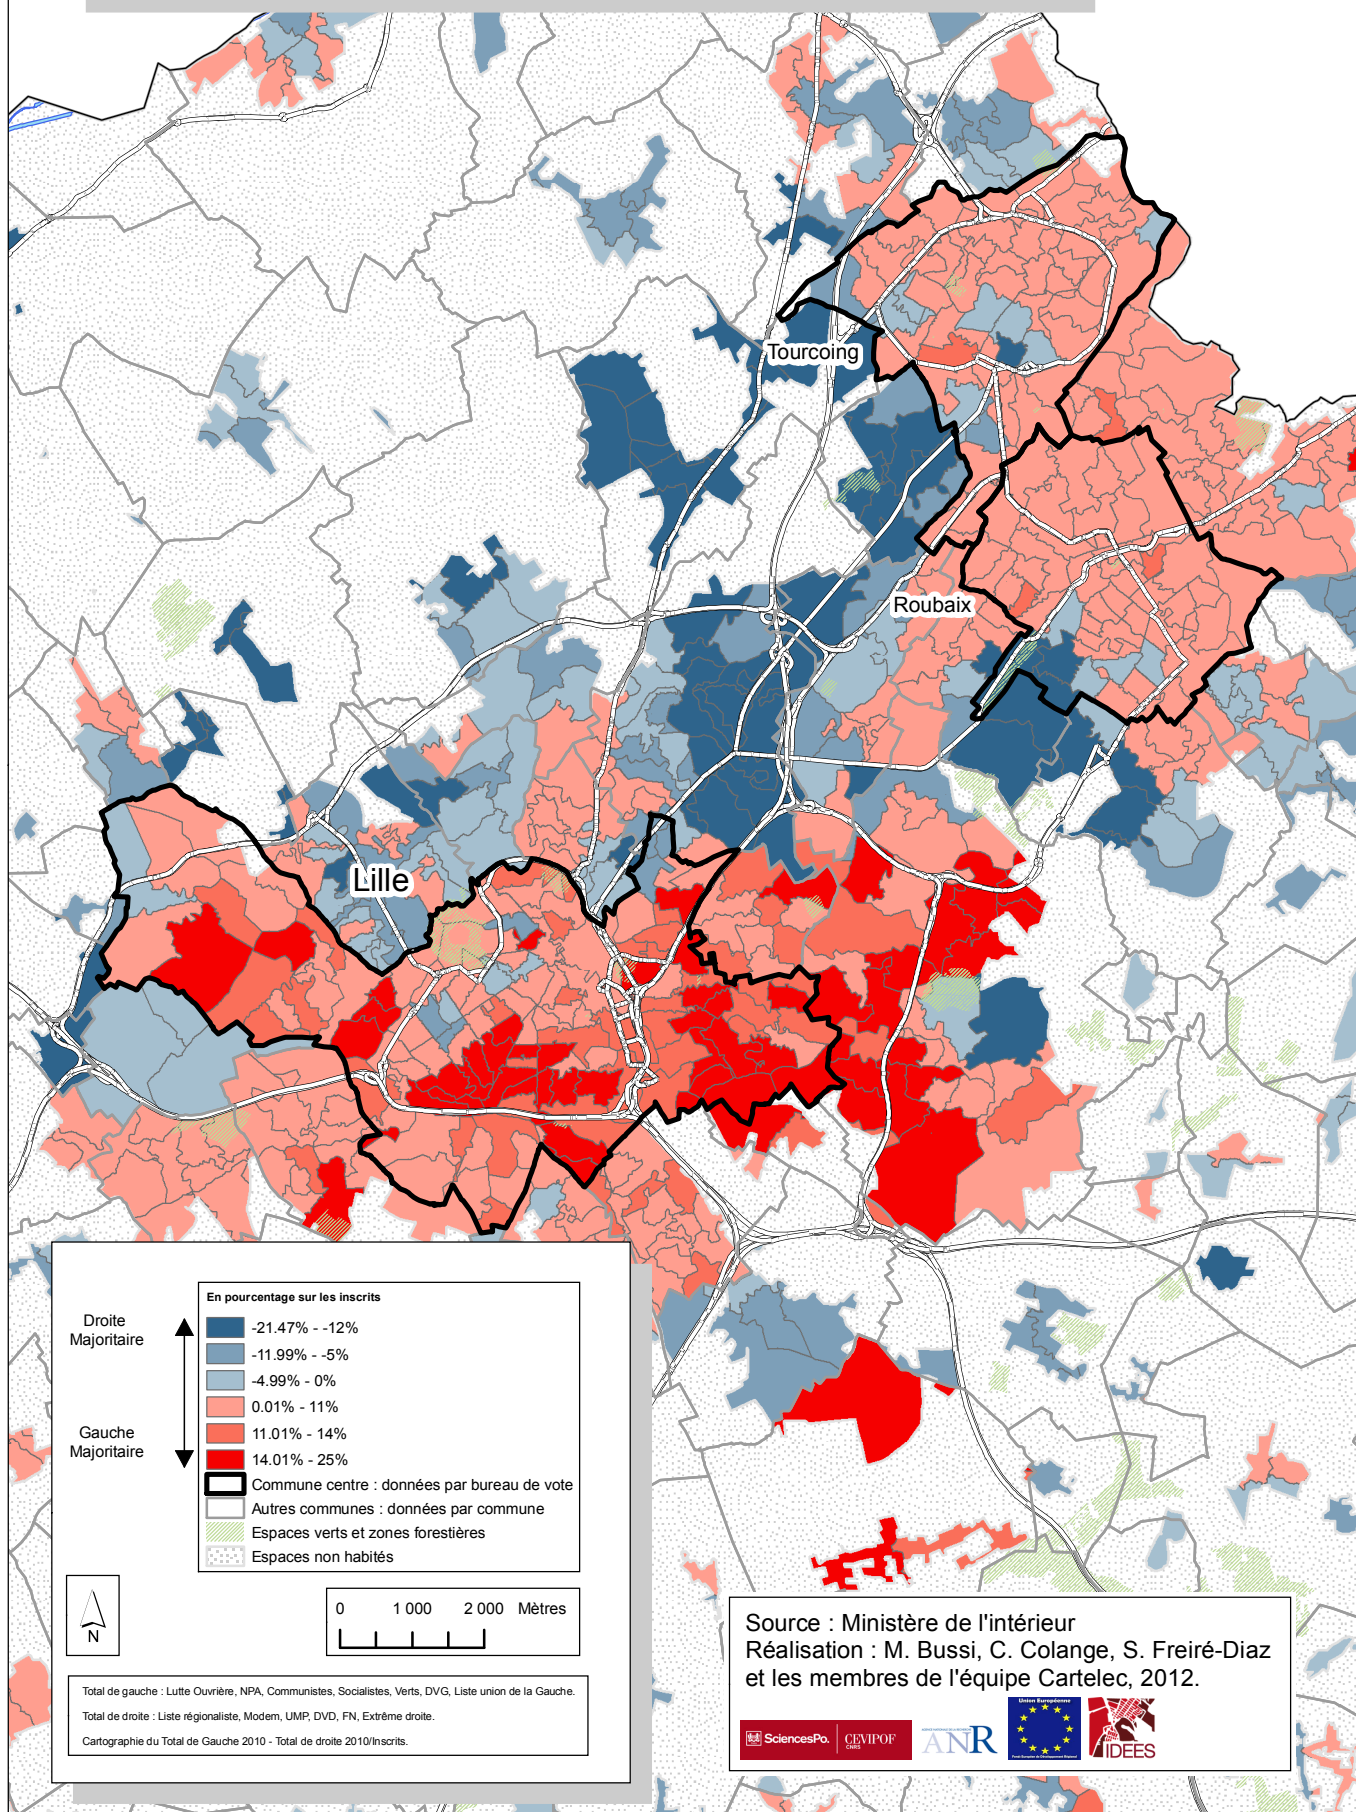 Tourcoing
Roubaix
Lille
En pourcentage sur les inscrits
Droite
Majoritaire
-21.47% - -12%
-11.99% - -5%
-4.99% - 0%
0.01% - 11%
Gauche
Majoritaire
11.01% - 14%
14.01% - 25%
Commune centre : données par bureau de vote
Autres communes : données par commune
Espaces verts et zones forestières
Espaces non habités
N
0 1 000 2 000 Mètres
Total de gauche : Lutte Ouvrière, NPA, Communistes, Socialistes, Verts, DVG, Liste union de la Gauche.
Total de droite : Liste régionaliste, Modem, UMP, DVD, FN, Extrême droite.
Cartographie du Total de Gauche 2010 - Total de droite 2010/Inscrits.
Source : Ministère de l'intérieur
Réalisation : M. Bussi, C. Colange, S. Freiré-Diaz
et les membres de l'équipe Cartelec, 2012.
SciencesPo.
CEVIPOF
CNRS
ANR
Union Européenne
IDEES